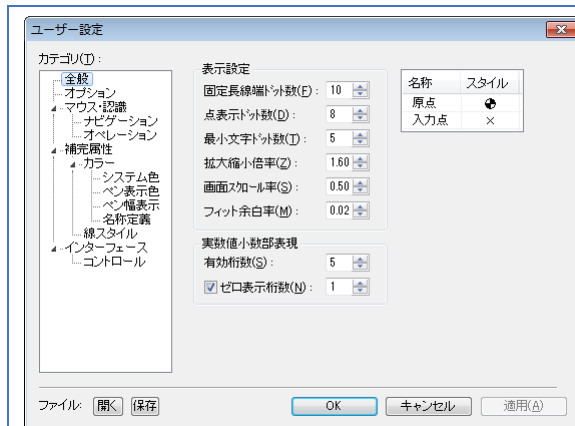 ユーザー設定
カテゴリ(T):
全般
オプション
マウス・認識
ナビゲーション
オペレーション
補完属性
カラー
システム色
ペン表示色
ペン幅表示
名称定義
線スタイル
インターフェース
コントロール
表示設定
固定長線端ドット数(F): 10
点表示ドット数(D): 8
最小文字ドット数(T): 5
拡大縮小倍率(Z): 1.60
画面スクロール率(S): 0.50
フィット余白率(M): 0.02
実数値小数部表現
有効桁数(S): 5
ゼロ表示桁数(N): 1
名称 スタイル
原点
入力点 ×
ファイル: 開く 保存
OK キャンセル 適用(A)